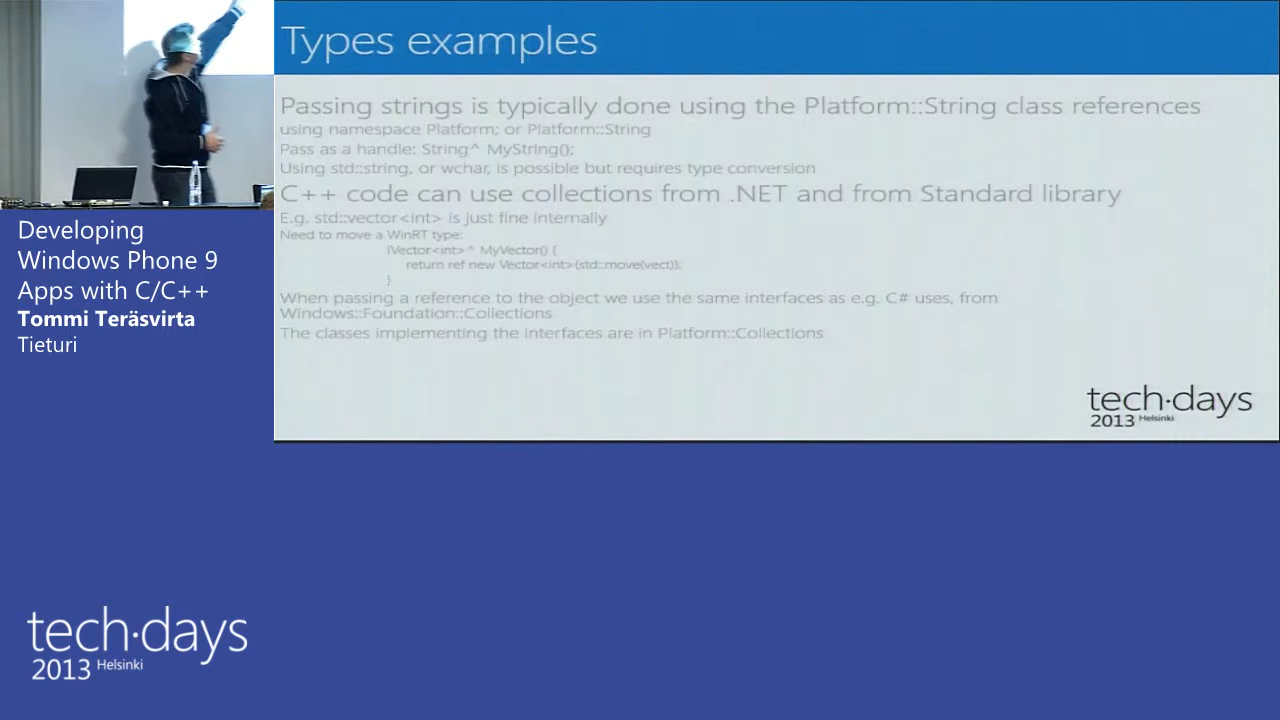 Types examples
Passing strings is typically done using the Platform::String class references
using namespace Platform; or Platform::String
Pass as a handle: String^ MyString();
Using std::string, or wchar, is possible but requires type conversion
C++ code can use collections from .NET and from Standard library
E.g. std::vector<int> is just fine internally
Need to move a WinRT type:
IVector<int>^ MyVector() {
return ref new Vector<int>(std::move(vect));
}
When passing a reference to the object we use the same interfaces as e.g. C# uses, from
Windows::Foundation::Collections
The classes implementing the interfaces are in Platform::Collections
tech·days
2013 Helsinki
Developing
Windows Phone 9
Apps with C/C++
Tommi Teräsvirta
Tieturi
tech·days
2013 Helsinki